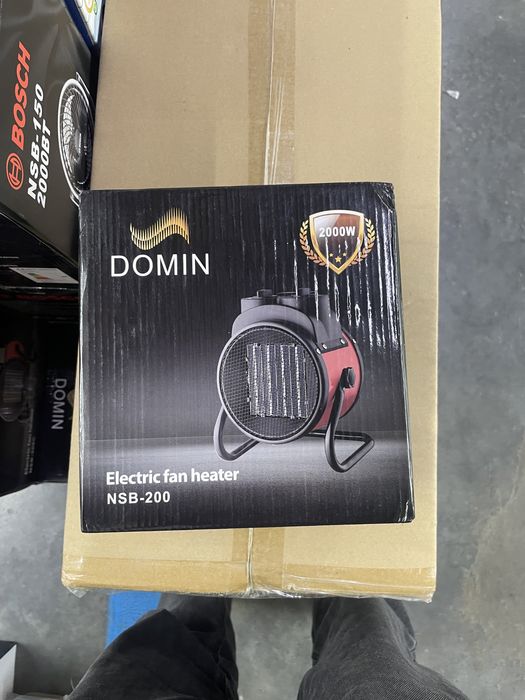 BOSCH
NSB-150
2000BT
DOMIN
2000W
Electric fan heater
NSB-200
DOMIN